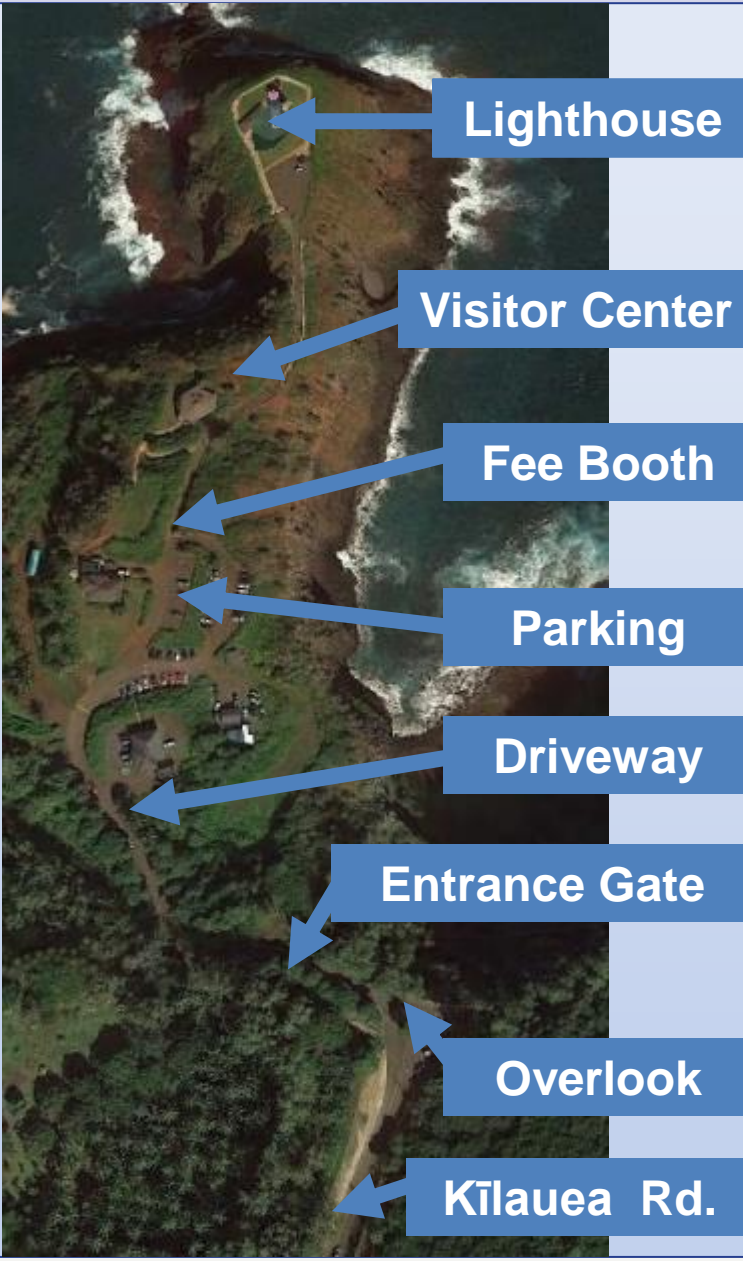 Lighthouse
Visitor Center
Fee Booth
Parking
Driveway
Entrance Gate
Overlook
Kīlauea Rd.